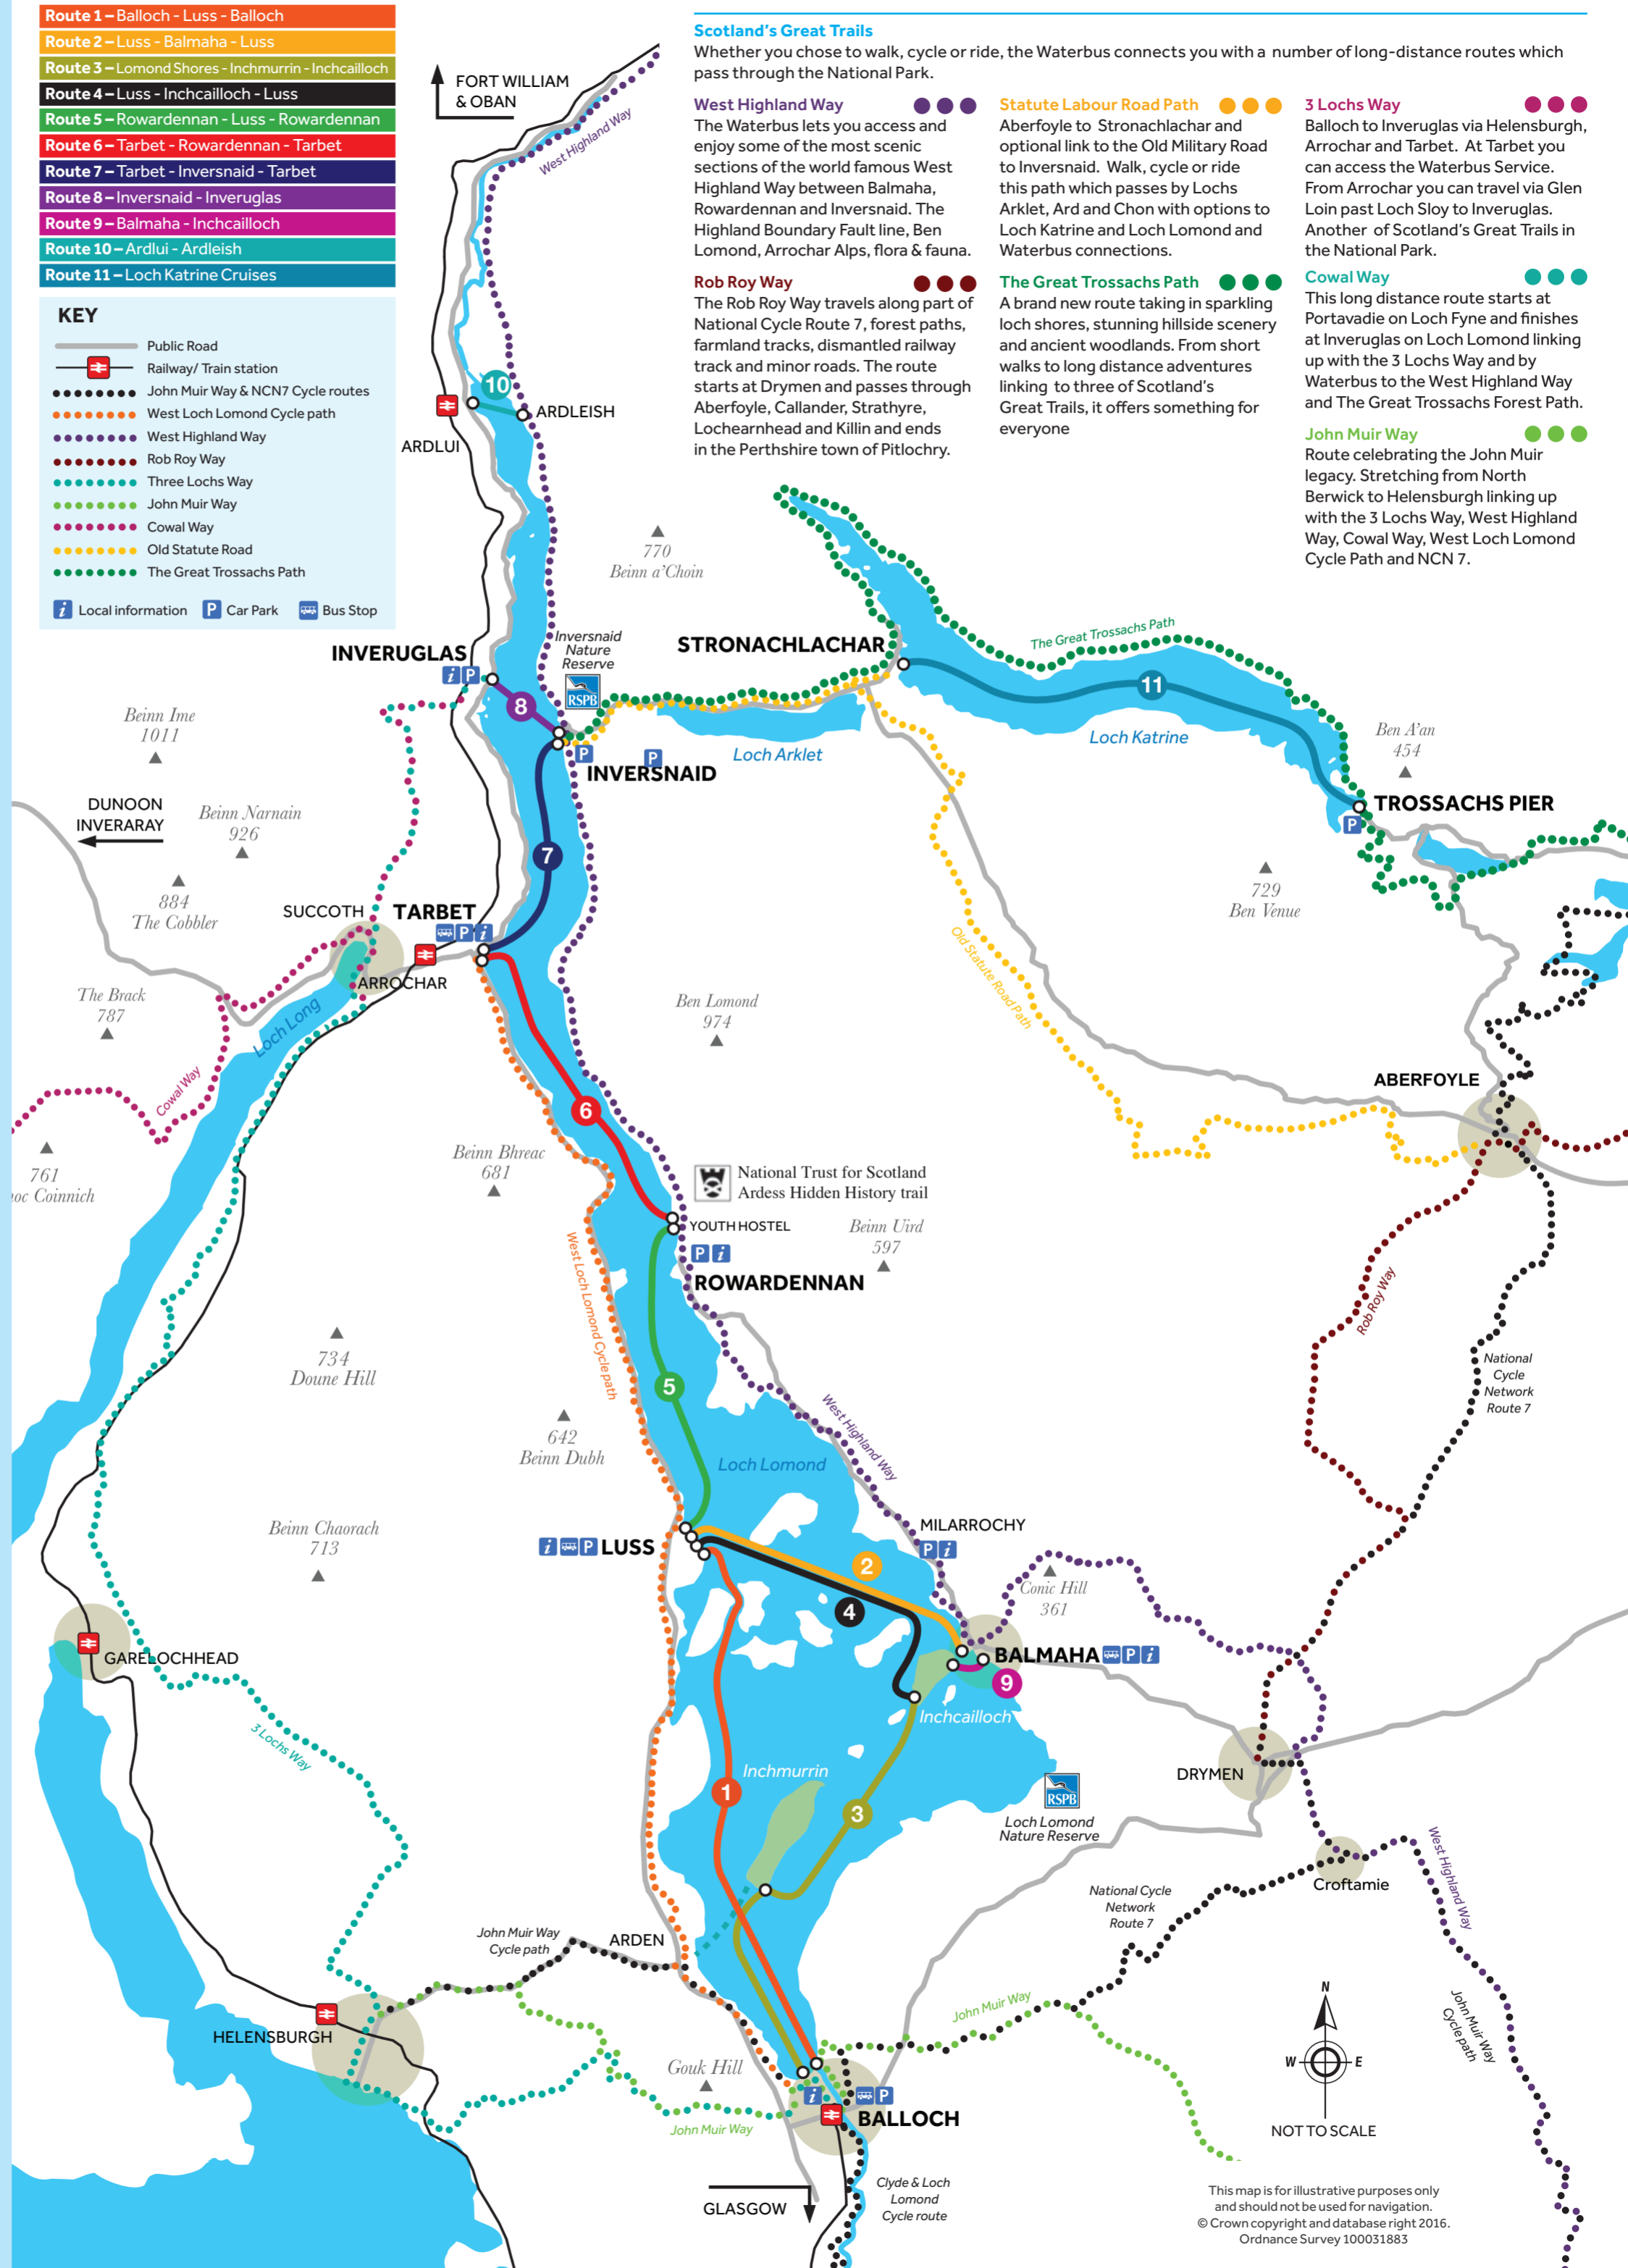 Route 1 – Balloch - Luss - Balloch
Route 2 – Luss - Balmaha - Luss
Route 3 – Lomond Shores - Inchmurrin - Inchcailloch
Route 4 – Luss - Inchcailloch - Luss
Route 5 – Rowardennan - Luss - Rowardennan
Route 6 – Tarbet - Rowardennan - Tarbet
Route 7 – Tarbet - Inversnaid - Tarbet
Route 8 – Inversnaid - Inveruglas
Route 9 – Balmaha - Inchcailloch
Route 10 – Ardlui - Ardleish
Route 11 – Loch Katrine Cruises
KEY
Public Road
Railway/ Train station
John Muir Way & NCN7 Cycle routes
West Loch Lomond Cycle path
West Highland Way
Rob Roy Way
Three Lochs Way
John Muir Way
Cowal Way
Old Statute Road
The Great Trossachs Path
i Local information P Car Park Bus Stop
Scotland's Great Trails
Whether you chose to walk, cycle or ride, the Waterbus connects you with a number of long-distance routes which
pass through the National Park.
West Highland Way
The Waterbus lets you access and
enjoy some of the most scenic
sections of the world famous West
Highland Way between Balmaha,
Rowardennan and Inversnaid. The
Highland Boundary Fault line, Ben
Lomond, Arrochar Alps, flora & fauna.
Rob Roy Way
The Rob Roy Way travels along part of
National Cycle Route 7, forest paths,
farmland tracks, dismantled railway
track and minor roads. The route
starts at Drymen and passes through
Aberfoyle, Callander, Strathyre,
Lochearnhead and Killin and ends
in the Perthshire town of Pitlochry.
Statute Labour Road Path
Aberfoyle to Stronachlachar and
optional link to the Old Military Road
to Inversnaid. Walk, cycle or ride
this path which passes by Lochs
Arklet, Ard and Chon with options to
Loch Katrine and Loch Lomond and
Waterbus connections.
The Great Trossachs Path
A brand new route taking in sparkling
loch shores, stunning hillside scenery
and ancient woodlands. From short
walks to long distance adventures
linking to three of Scotland's
Great Trails, it offers something for
everyone
3 Lochs Way
Balloch to Inveruglas via Helensburgh,
Arrochar and Tarbet. At Tarbet you
can access the Waterbus Service.
From Arrochar you can travel via Glen
Loin past Loch Sloy to Inveruglas.
Another of Scotland's Great Trails in
the National Park.
Cowal Way
This long distance route starts at
Portavadie on Loch Fyne and finishes
at Inveruglas on Loch Lomond linking
up with the 3 Lochs Way and by
Waterbus to the West Highland Way
and The Great Trossachs Forest Path.
John Muir Way
Route celebrating the John Muir
legacy. Stretching from North
Berwick to Helensburgh linking up
with the 3 Lochs Way, West Highland
Way, Cowal Way, West Loch Lomond
Cycle Path and NCN 7.
FORT WILLIAM
& OBAN
West Highland Way
10
ARDLEISH
ARDLUI
770
Beinn a'Choin
INVERUGLAS
i P
Inversnaid
Nature
Reserve
RSPB
8
STRONACHLACHAR
The Great Trossachs Path
11
Loch Katrine
Loch Arklet
P
P
INVERSNAID
Ben A'an
454
TROSSACHS PIER
P
729
Ben Venue
Beinn Ime
1011
DUNOON
INVERARAY
Beinn Narnain
926
884
The Cobbler
7
SUCCOTH
TARBET
P i
ARROCHAR
The Brack
787
Loch Long
Cowal Way
761
oc Coinnich
Ben Lomond
974
Old Statute Road Path
ABERFOYLE
6
Beinn Bhreac
681
National Trust for Scotland
Ardess Hidden History trail
YOUTH HOSTEL
P i
ROWARDENNAN
Beinn Uird
597
West Loch Lomond Cycle path
Rob Roy Way
National
Cycle
Network
Route 7
734
Doune Hill
5
642
Beinn Dubh
Loch Lomond
West Highland Way
Beinn Chaorach
713
i P LUSS
MILARROCHY
P i
2
4
Conic Hill
361
BALMAHA P i
9
Inchcailloch
GARELOCHHEAD
3 Lochs Way
1
Inchmurrin
3
RSPB
Loch Lomond
Nature Reserve
DRYMEN
Croftamie
West Highland Way
National Cycle
Network
Route 7
John Muir Way
Cycle path
ARDEN
HELENSBURGH
Gouk Hill
John Muir Way
John Muir Way
John Muir Way
Cycle path
i P
BALLOCH
GLASGOW
Clyde & Loch
Lomond
Cycle route
N
W E
NOT TO SCALE
This map is for illustrative purposes only
and should not be used for navigation.
© Crown copyright and database right 2016.
Ordnance Survey 100031883